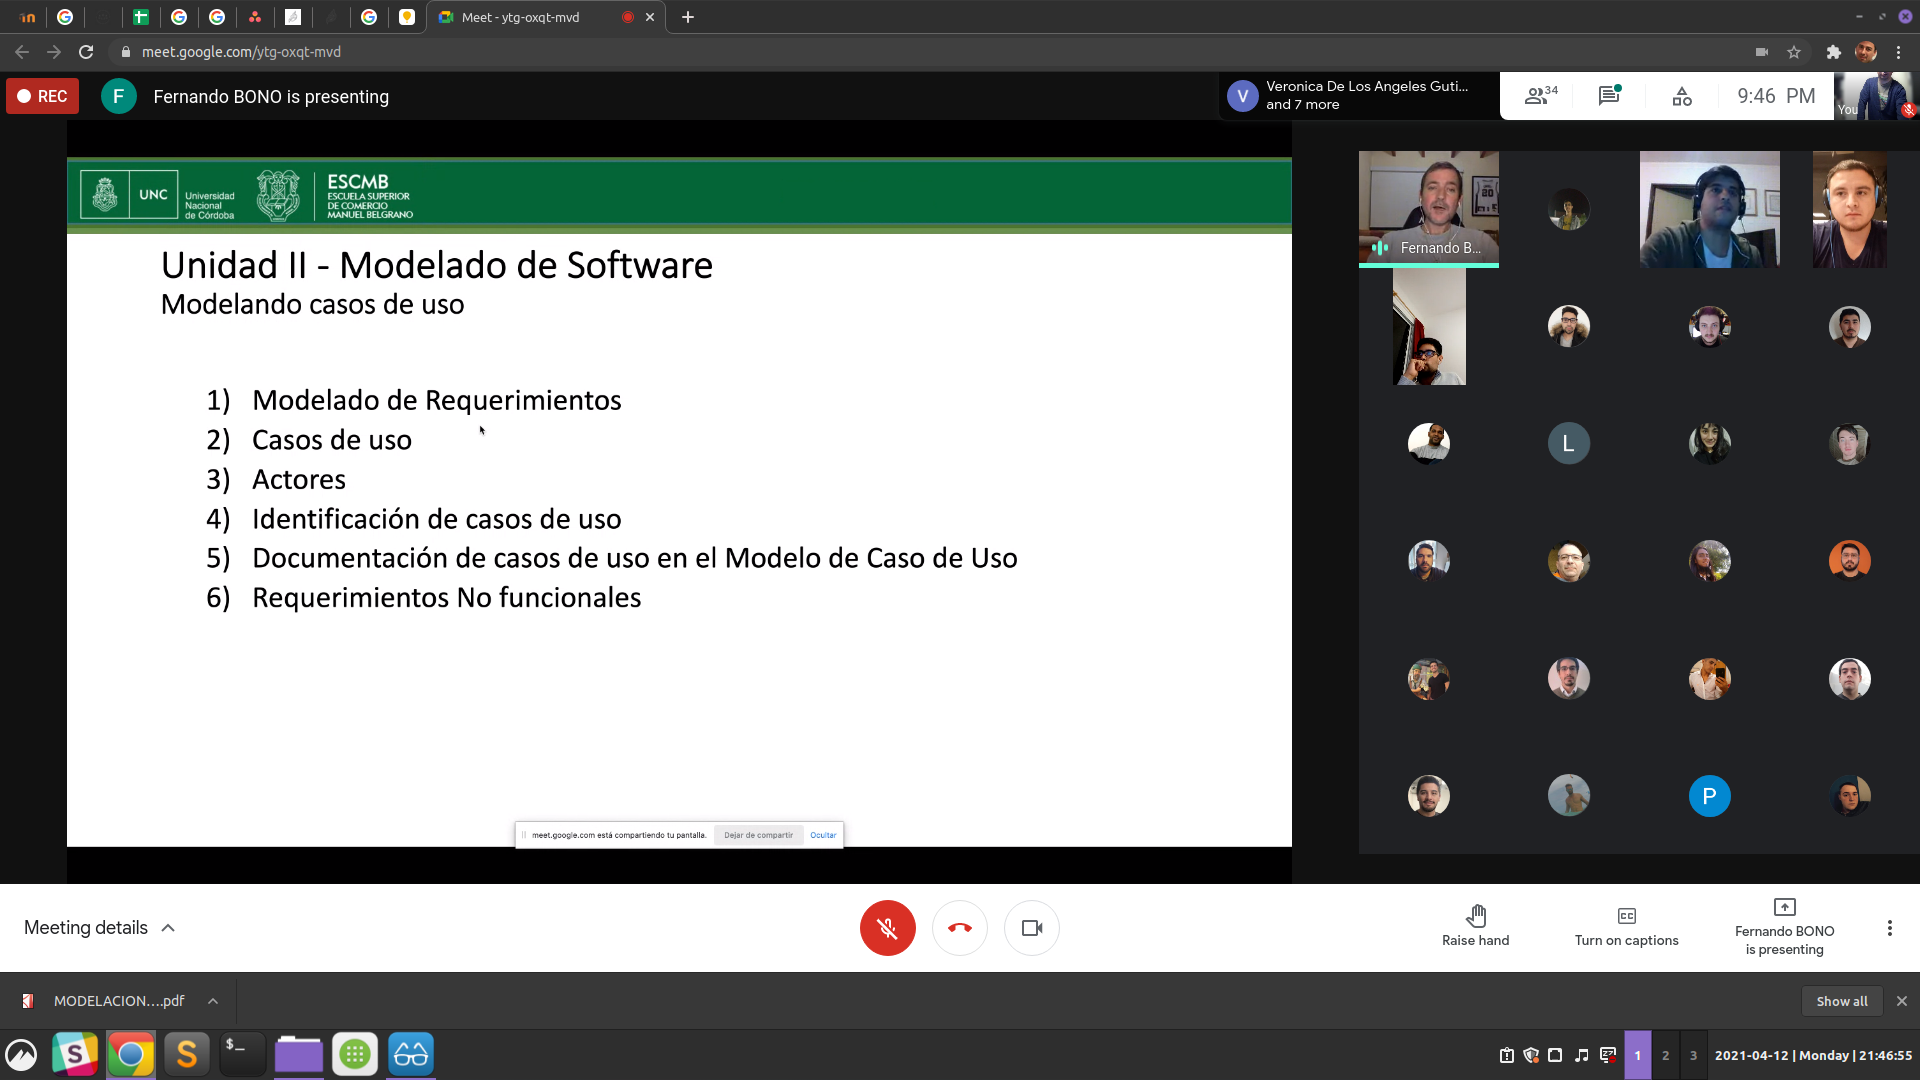 Meet - ytg-oxqt-mvd
meet.google.com/ytg-oxqt-mvd
REC
F
Fernando BONO is presenting
V
Veronica De Los Angeles Guti...
and 7 more
34
9:46 PM
You
UNC
Universidad
Nacional
de Córdoba
ESCMB
ESCUELA SUPERIOR
DE COMERCIO
MANUEL BELGRANO
Unidad II - Modelado de Software
Modelando casos de uso
1) Modelado de Requerimientos
2) Casos de uso
3) Actores
4) Identificación de casos de uso
5) Documentación de casos de uso en el Modelo de Caso de Uso
6) Requerimientos No funcionales
meet.google.com está compartiendo tu pantalla.
Dejar de compartir
Ocultar
Fernando B...
20
L
P
Meeting details
Raise hand
Turn on captions
Fernando BONO
is presenting
MODELACION....pdf
Show all
S
S
$_
1
2
3
2021-04-12 | Monday | 21:46:55